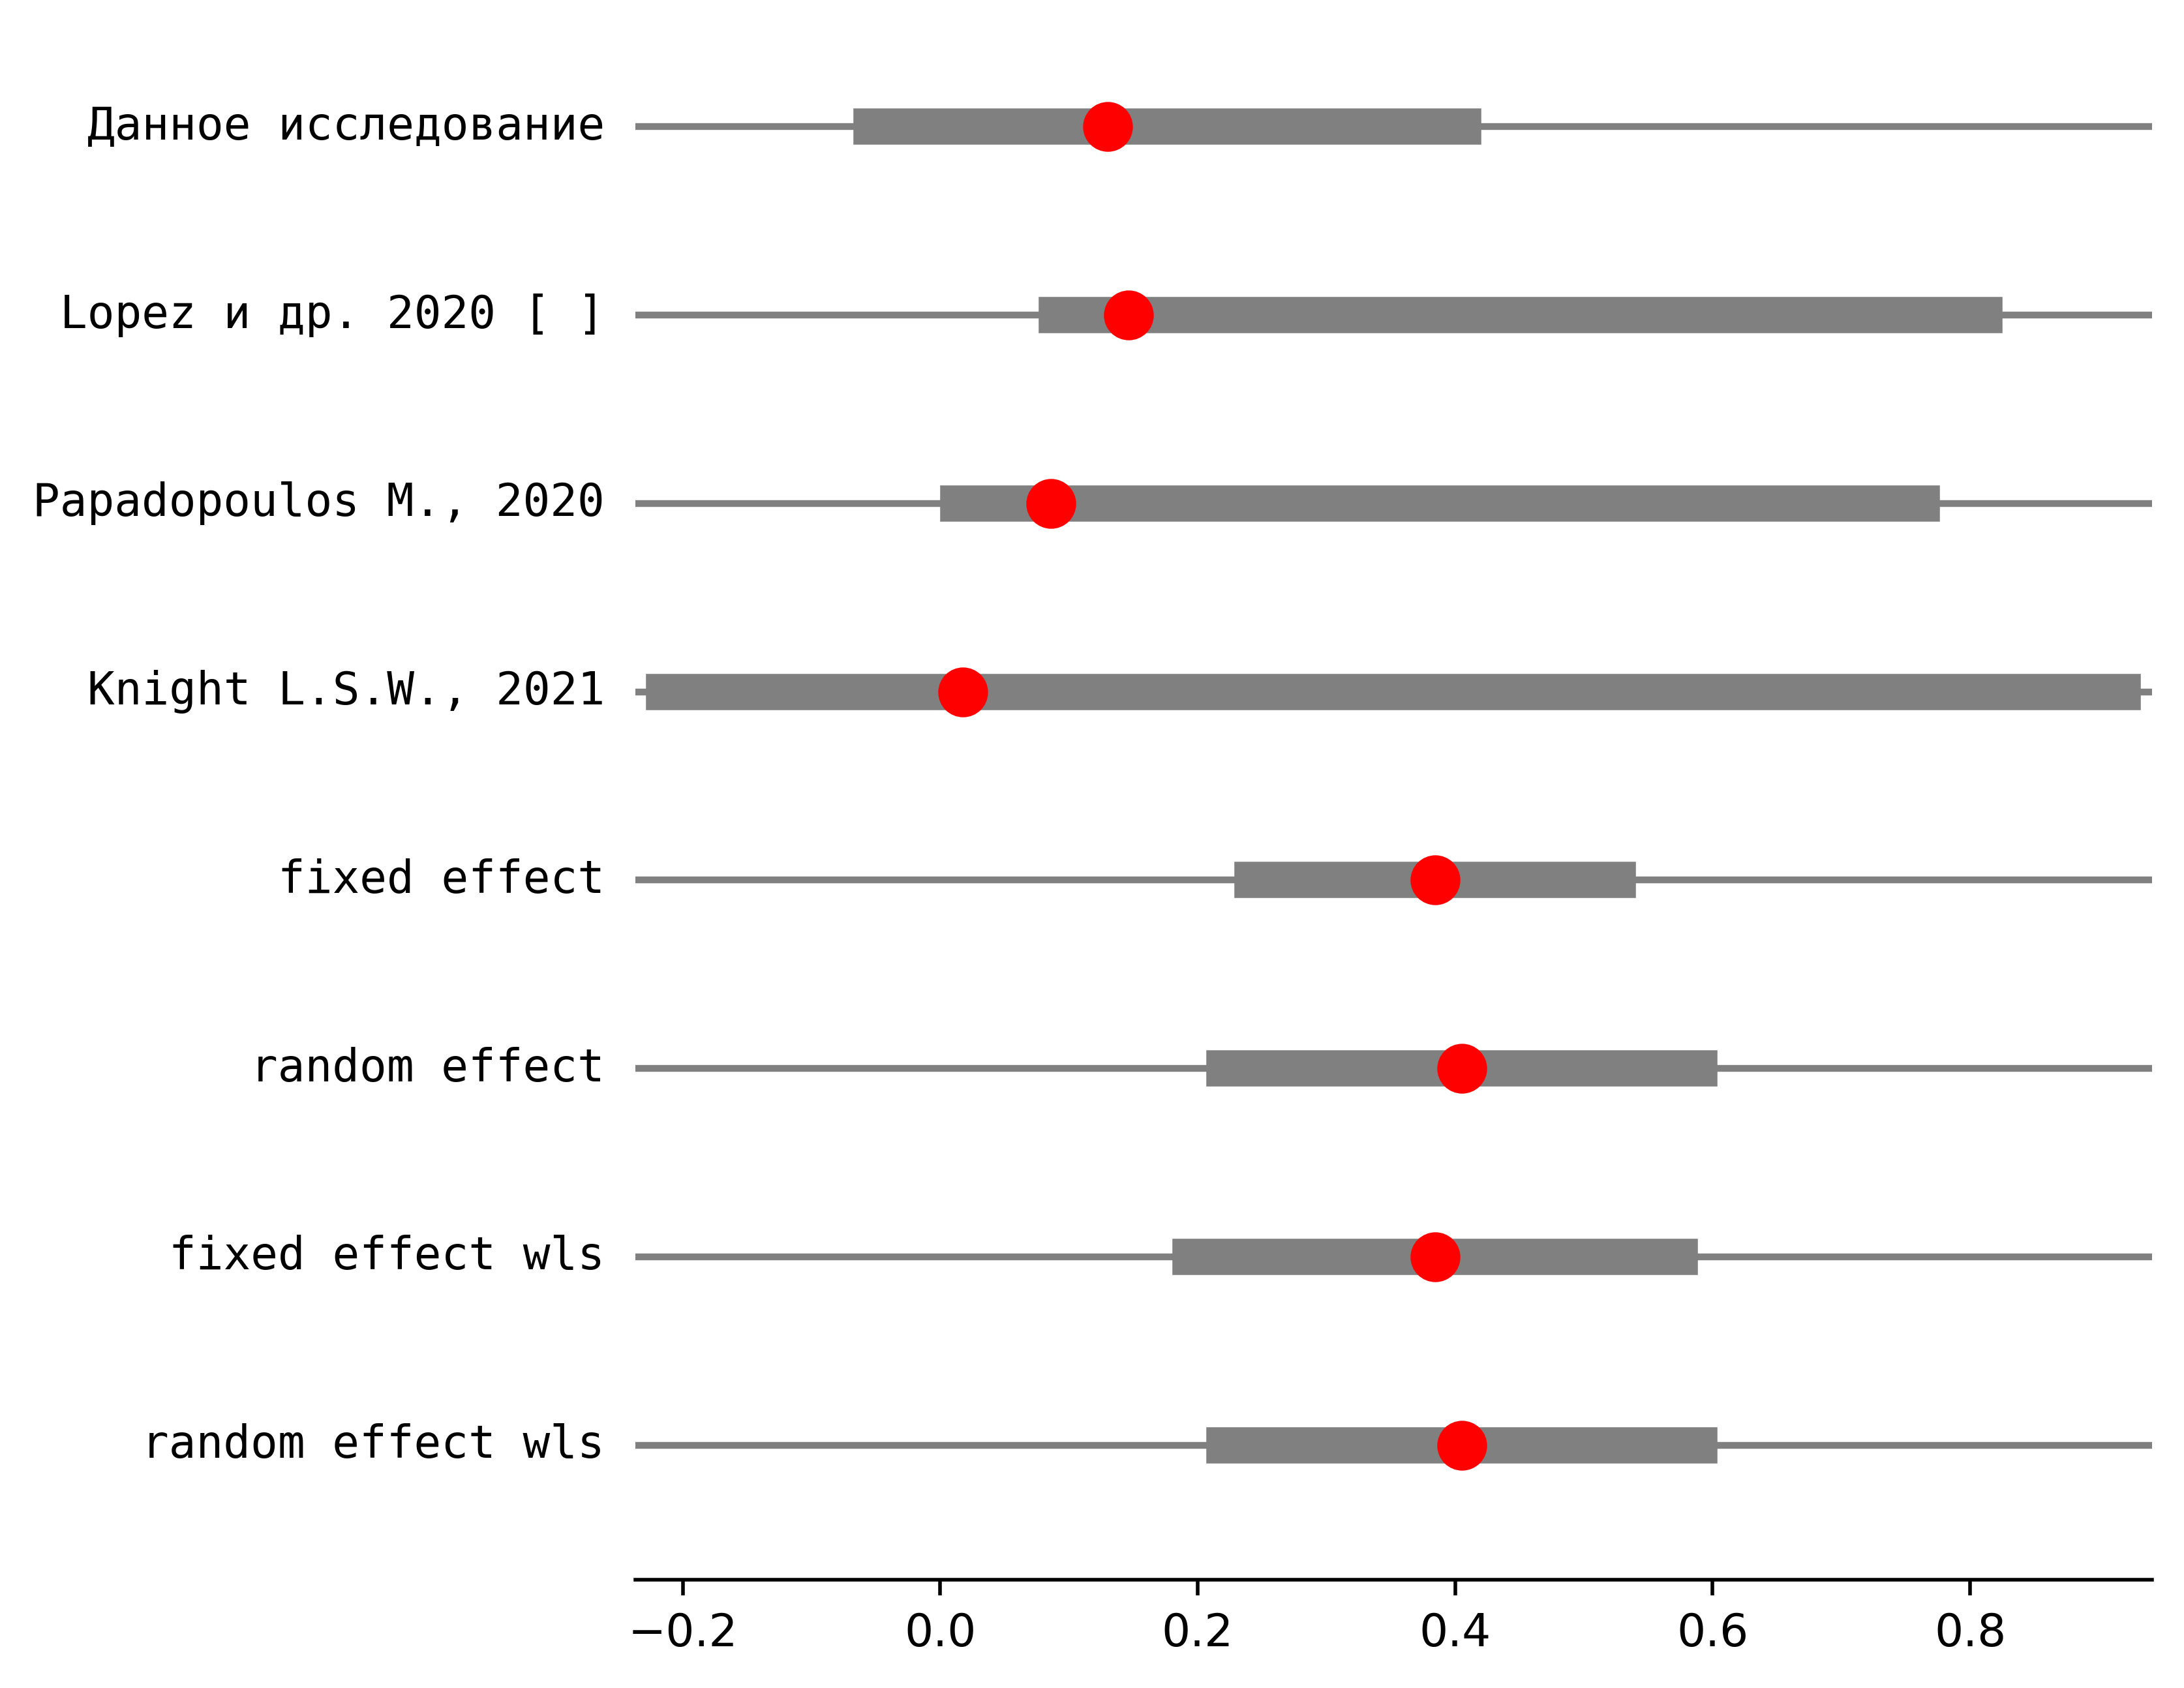 Данное исследование
Lopez и др. 2020 [ ]
Papadopoulos M., 2020
Knight L.S.W., 2021
fixed effect
random effect
fixed effect wls
random effect wls
−0.2 0.0 0.2 0.4 0.6 0.8